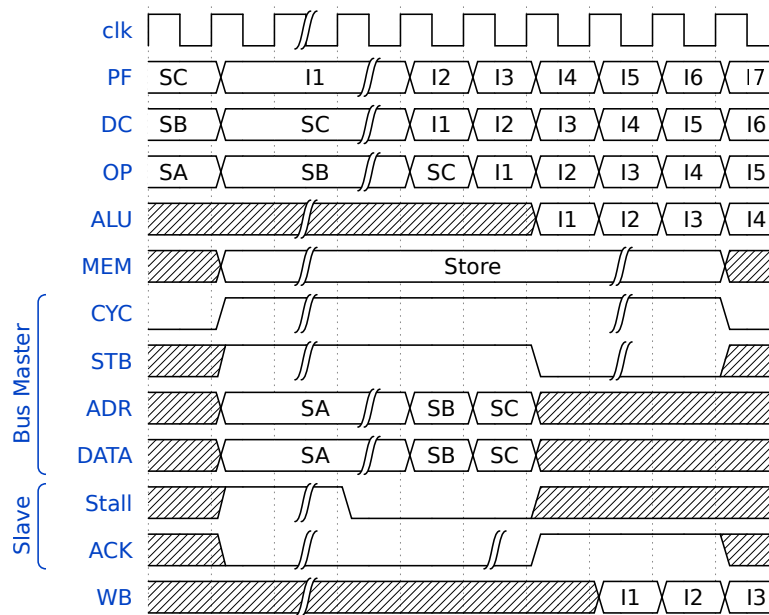 clk
PF SC I1 I2 I3 I4 I5 I6 I7
DC SB SC I1 I2 I3 I4 I5 I6
OP SA SB SC I1 I2 I3 I4 I5
ALU I1 I2 I3 I4
MEM Store
Bus Master
CYC
STB
ADR SA SB SC
DATA SA SB SC
Slave
Stall
ACK
WB I1 I2 I3